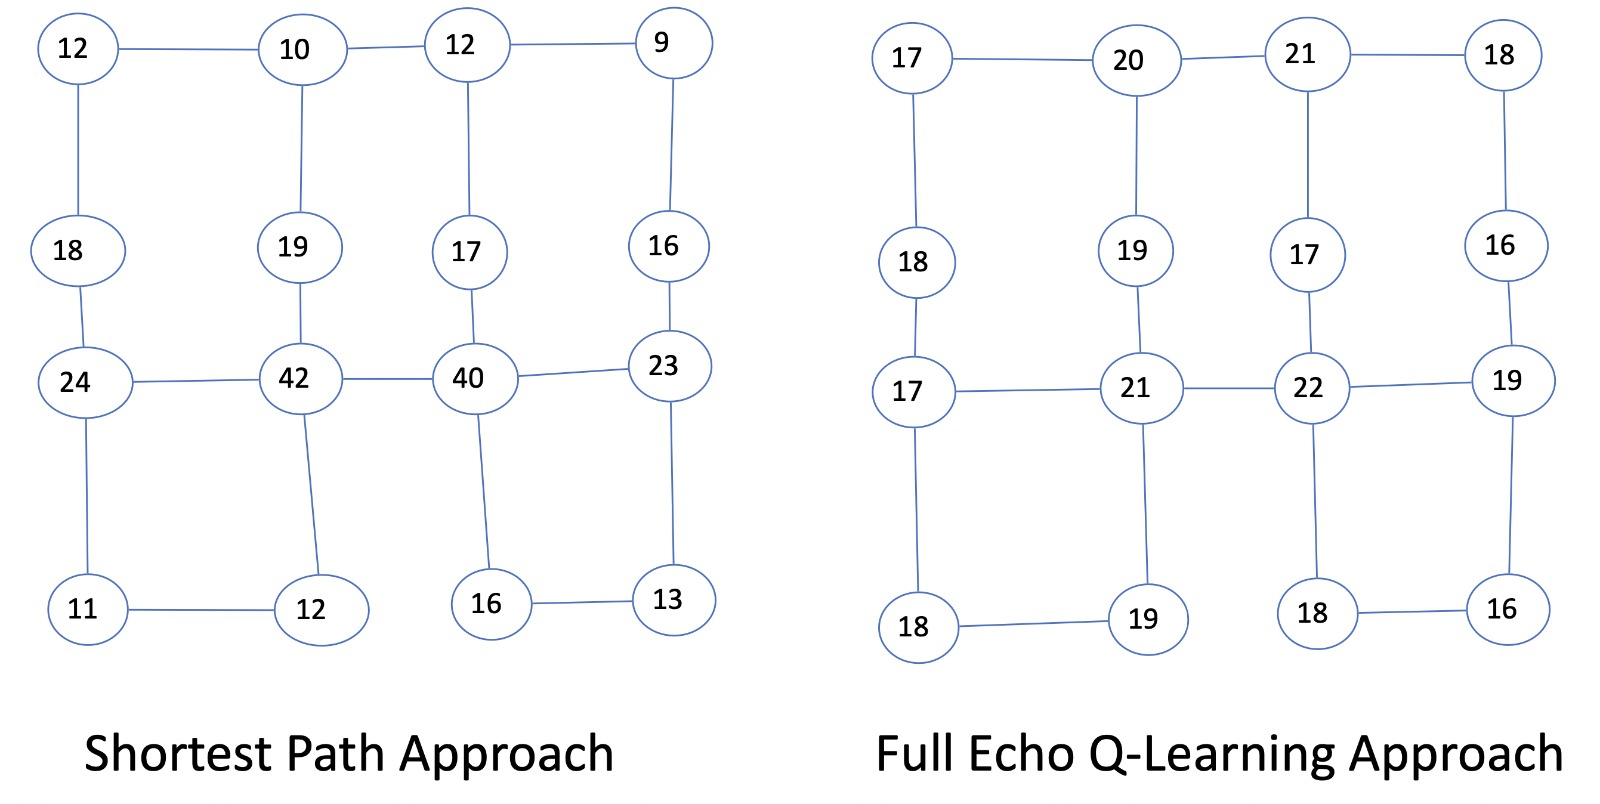 12 10 12 9
18 19 17 16
24 42 40 23
11 12 16 13
Shortest Path Approach
17 20 21 18
18 19 17 16
17 21 22 19
18 19 18 16
Full Echo Q-Learning Approach